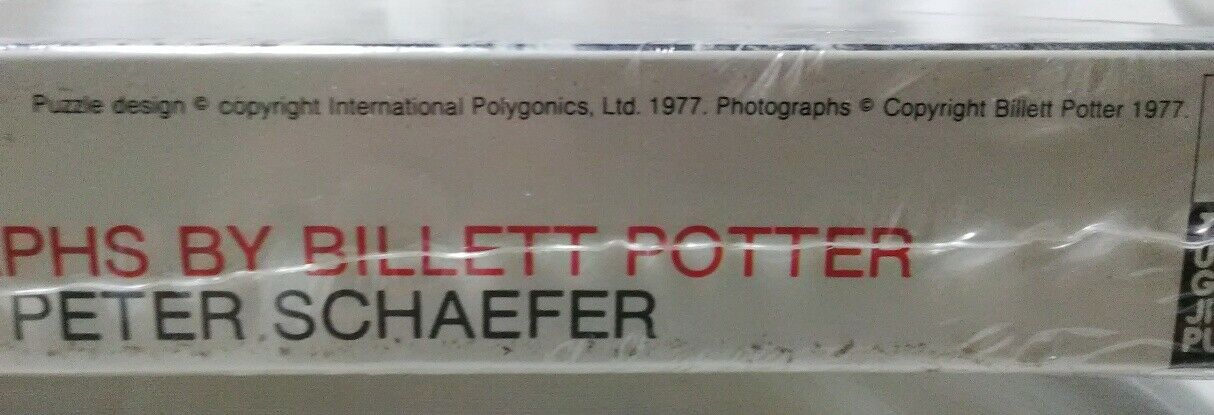 Puzzle design © copyright International Polygonics, Ltd. 1977. Photographs © Copyright Billett Potter 1977.
PHS BY BILLETT POTTER
PETER SCHAEFER